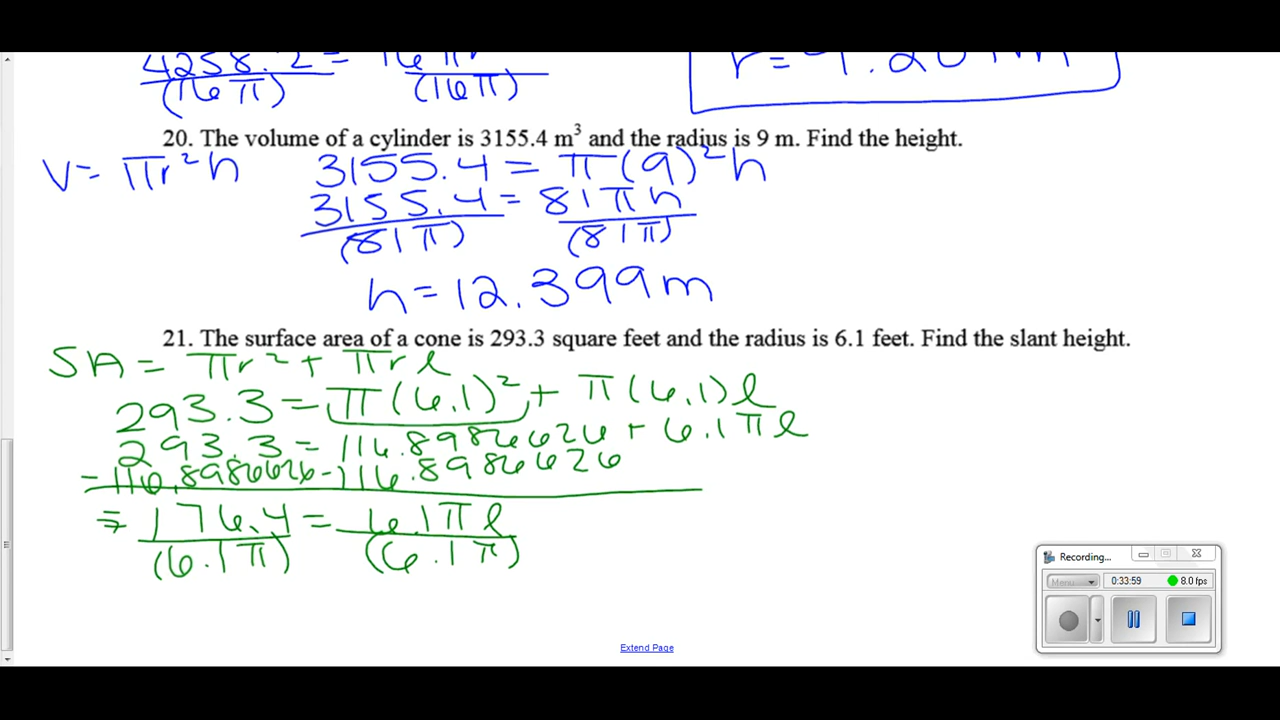 4258.2 = 16πr
(16π) (16π)
20. The volume of a cylinder is 3155.4 m³ and the radius is 9 m. Find the height.
V = πr²h 3155.4 = π(9)²h
3155.4 = 81πh
(81π) (81π)
h = 12.399m
21. The surface area of a cone is 293.3 square feet and the radius is 6.1 feet. Find the slant height.
SA = πr² + πrl
293.3 = π(6.1)² + π(6.1)l
293.3 = 116.8986626 + 6.1πl
-116.8986626 -116.8986626
176.4 = 6.1πl
(6.1π) (6.1π)
Recording...
Menu
0:33:59
8.0 fps
Extend Page